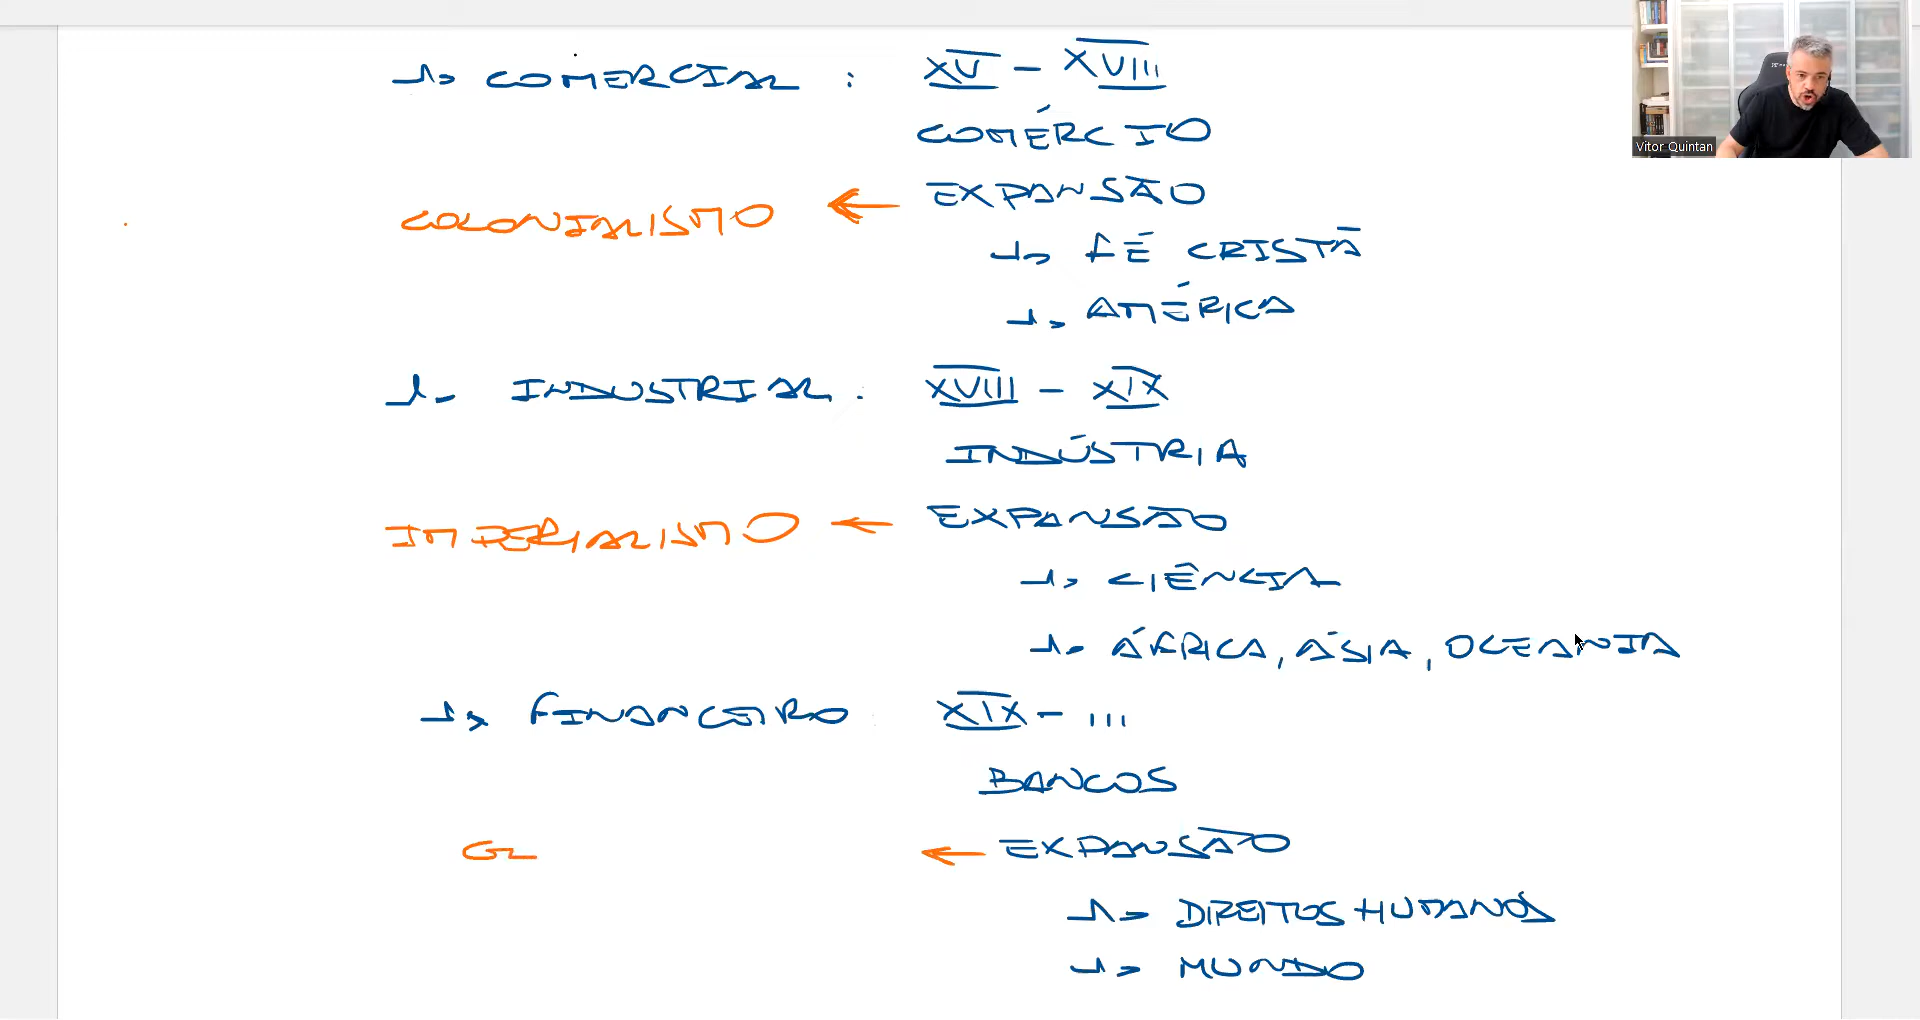 ↳ COMERCIAL : XV - XVIII
COMÉRCIO
COLONIALISMO ← EXPANSÃO
↳ FÉ CRISTÃ
↳ AMÉRICA
↳ INDUSTRIAL : XVIII - XIX
INDÚSTRIA
IMPERIALISMO ← EXPANSÃO
↳ CIÊNCIA
↳ ÁFRICA, ÁSIA, OCEANIA
↳ FINANCEIRO : XIX - ...
BANCOS
GL ← EXPANSÃO
↳ DIREITOS HUMANOS
↳ MUNDO
Vitor Quintan